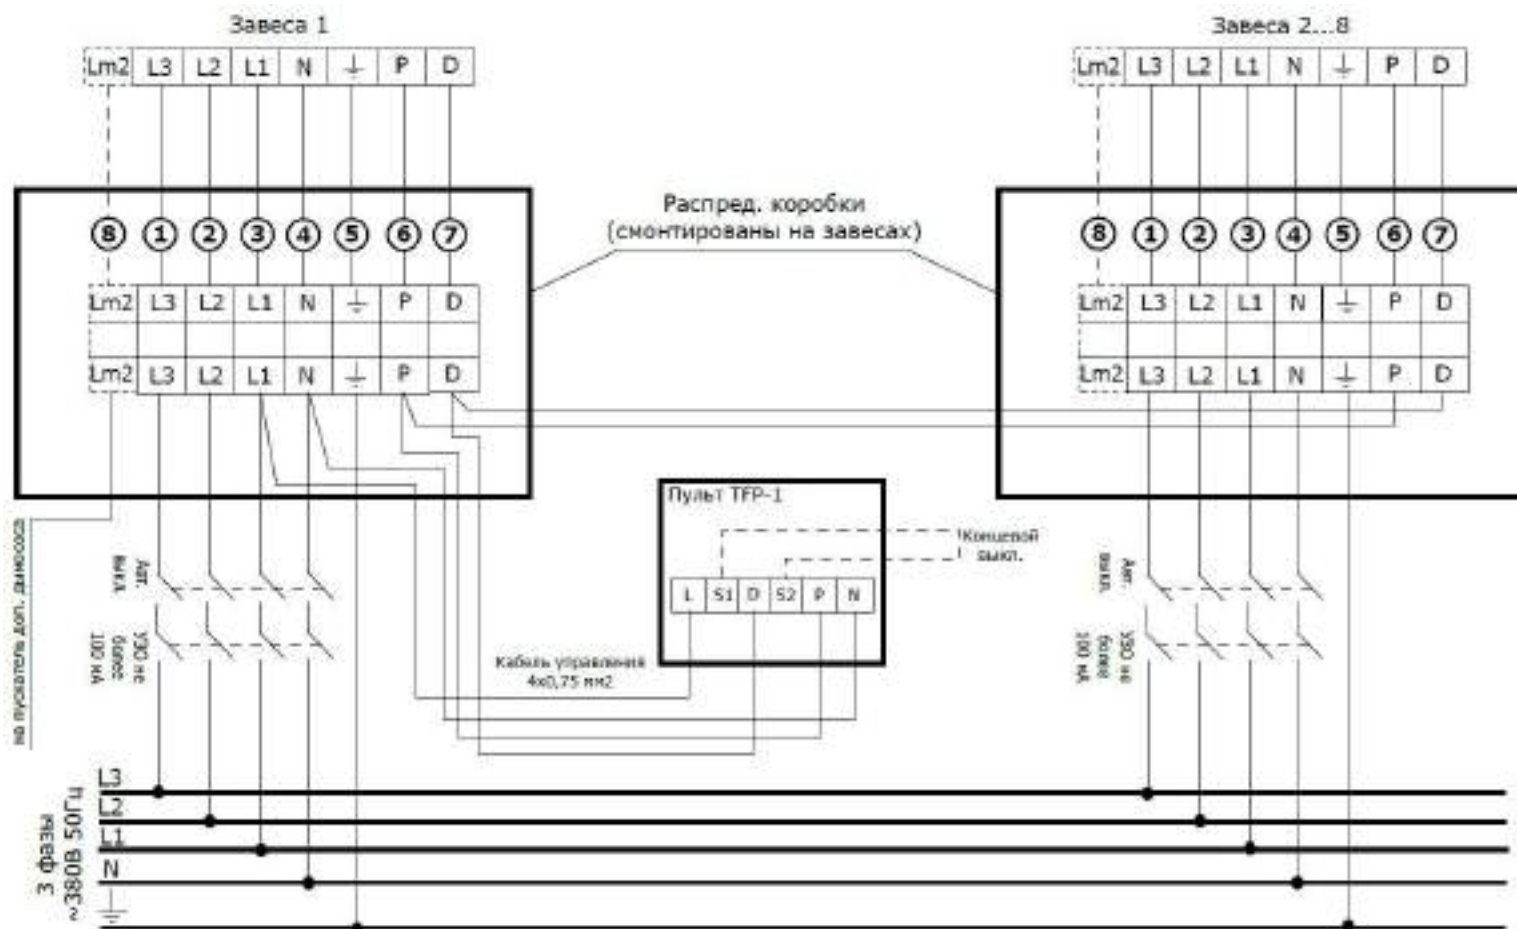 Завеса 1
Завеса 2...8
Lm2 L3 L2 L1 N P D
Lm2 L3 L2 L1 N P D
Распред. коробки
(смонтированы на завесах)
8 1 2 3 4 5 6 7
8 1 2 3 4 5 6 7
Lm2 L3 L2 L1 N P D
Lm2 L3 L2 L1 N P D
Lm2 L3 L2 L1 N P D
Lm2 L3 L2 L1 N P D
Пульт TFP-1
Концевой
выкл.
L S1 D S2 P N
на пускатель доп. дымососа
Авт.
выкл.
УЗО не
более
100 мА
Авт.
выкл.
УЗО не
более
100 мА
Кабель управления
4x0,75 мм2
3 фазы
~380В 50Гц
L3
L2
L1
N